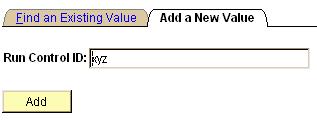 Find an Existing Value Add a New Value
Run Control ID: xyz
Add